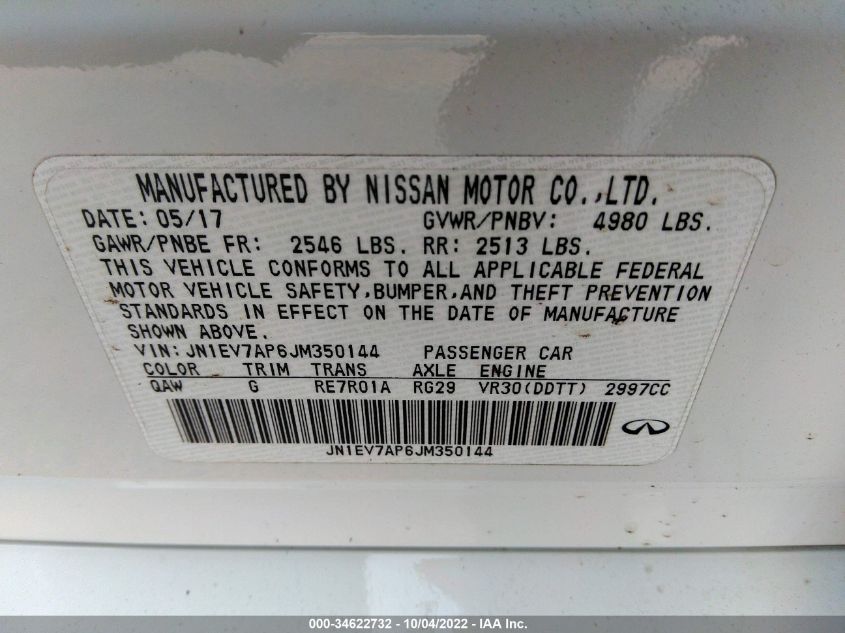 MANUFACTURED BY NISSAN MOTOR CO.,LTD.
DATE: 05/17 GVWR/PNBV: 4980 LBS.
GAWR/PNBE FR: 2546 LBS. RR: 2513 LBS.
THIS VEHICLE CONFORMS TO ALL APPLICABLE FEDERAL
MOTOR VEHICLE SAFETY,BUMPER,AND THEFT PREVENTION
STANDARDS IN EFFECT ON THE DATE OF MANUFACTURE
SHOWN ABOVE.
VIN:JN1EV7AP6JM350144 PASSENGER CAR
COLOR TRIM TRANS AXLE ENGINE
QAW G RE7R01A RG29 VR30(DDTT) 2997CC
JN1EV7AP6JM350144
000-34622732 - 10/04/2022 - IAA Inc.